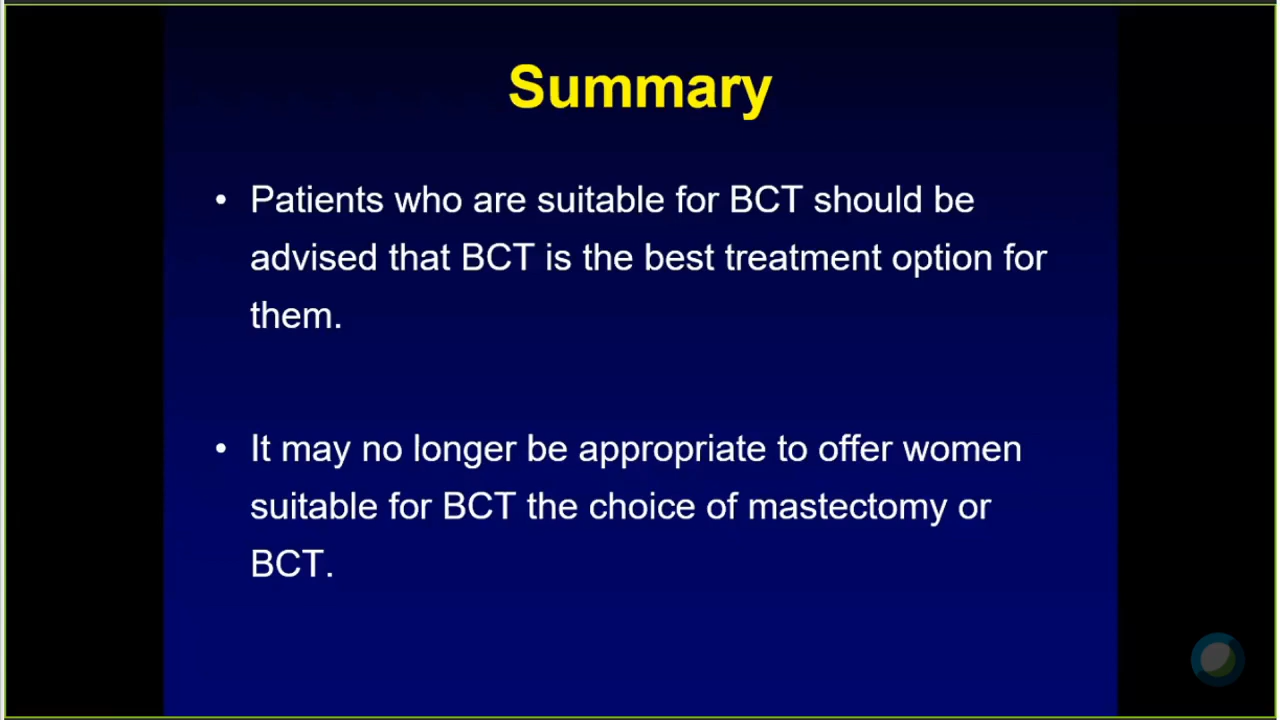 Summary
• Patients who are suitable for BCT should be
advised that BCT is the best treatment option for
them.
• It may no longer be appropriate to offer women
suitable for BCT the choice of mastectomy or
BCT.